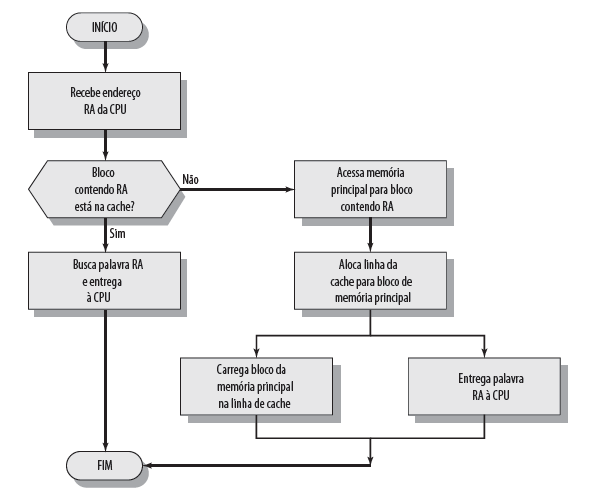 INÍCIO
Recebe endereço
RA da CPU
Bloco
contendo RA
está na cache?
Não
Acessa memória
principal para bloco
contendo RA
Sim
Busca palavra RA
e entrega
à CPU
Aloca linha da
cache para bloco de
memória principal
Carrega bloco da
memória principal
na linha de cache
Entrega palavra
RA à CPU
FIM